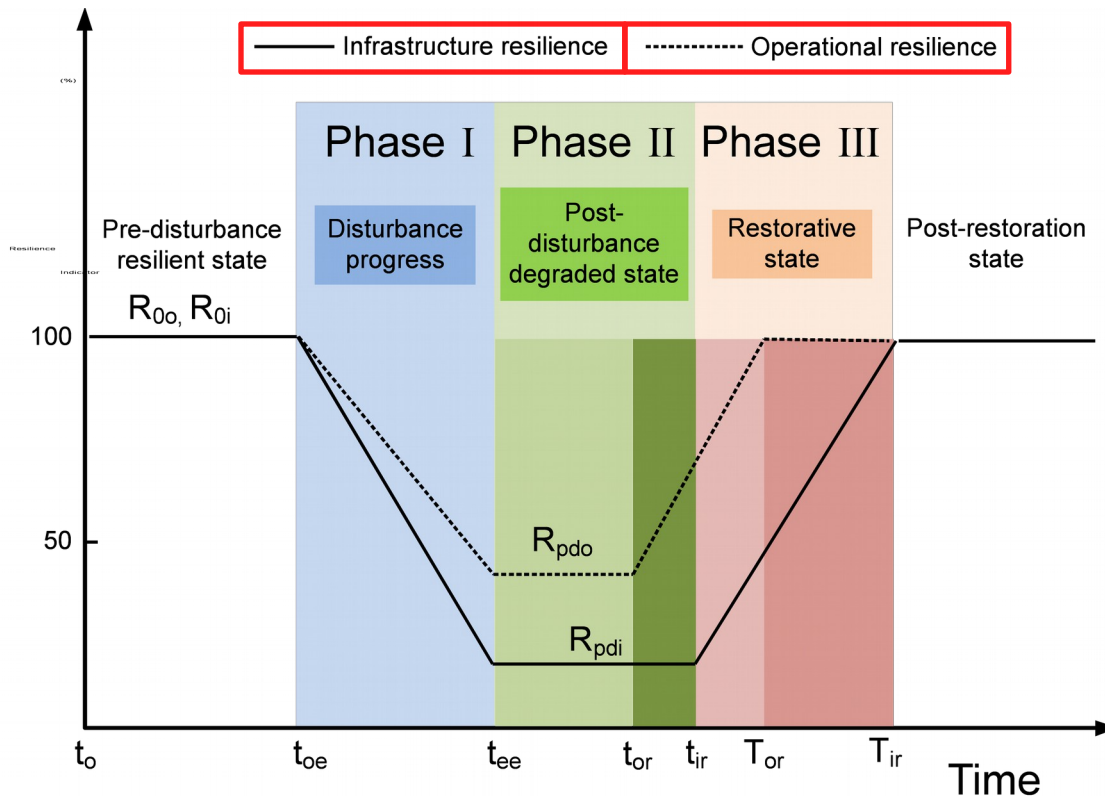 Infrastructure resilience
Operational resilience
(%)
Resilience
Indicator
Phase I
Phase II
Phase III
Pre-disturbance
resilient state
Disturbance
progress
Post-
disturbance
degraded state
Restorative
state
Post-restoration
state
R0o, R0i
100
50
Rpdo
Rpdi
to
toe
tee
tor
tir
Tor
Tir
Time